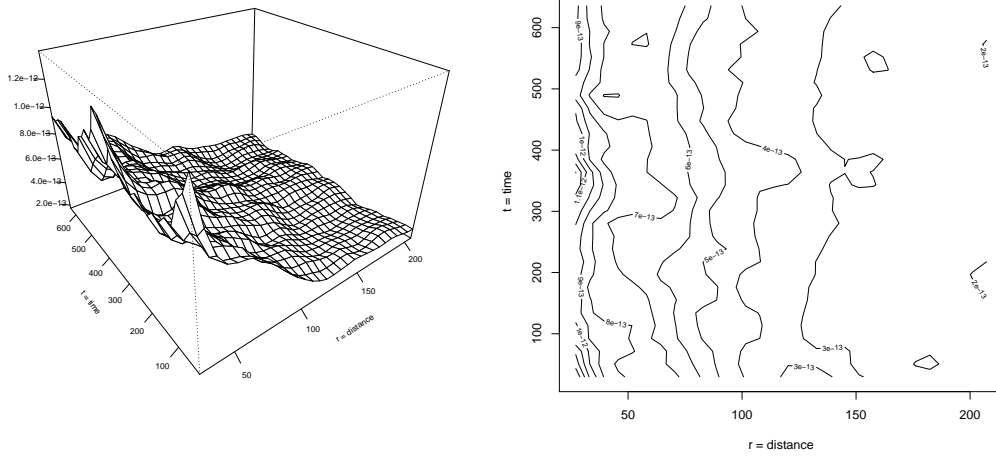 1.2e−12
1.0e−12
8.0e−13
6.0e−13
4.0e−13
2.0e−13
600
500
400
300
200
100
t = time
50
100
150
200
r = distance
600
500
400
300
200
100
t = time
50
100
150
200
r = distance
9e−13
1e−12
1.1e−12
9e−13
1e−12
8e−13
7e−13
6e−13
5e−13
4e−13
3e−13
3e−13
2e−13
2e−13